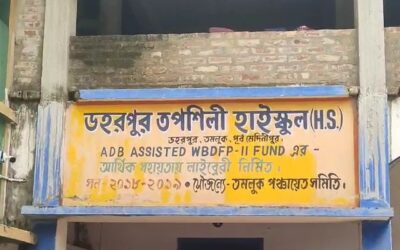 ডহরপুর তপশিলী হাইস্কুল (H.S.)
ডহরপুর, তমলুক, পূর্ব মেদিনীপুর।
ADB ASSISTED WBDFP-II FUND এর -
আর্থিক সহায়তায় লাইব্রেরী নির্মিত।
সন - ২০১৮-২০১৯ • সৌজন্যে - তমলুক পঞ্চায়েত সমিতি।